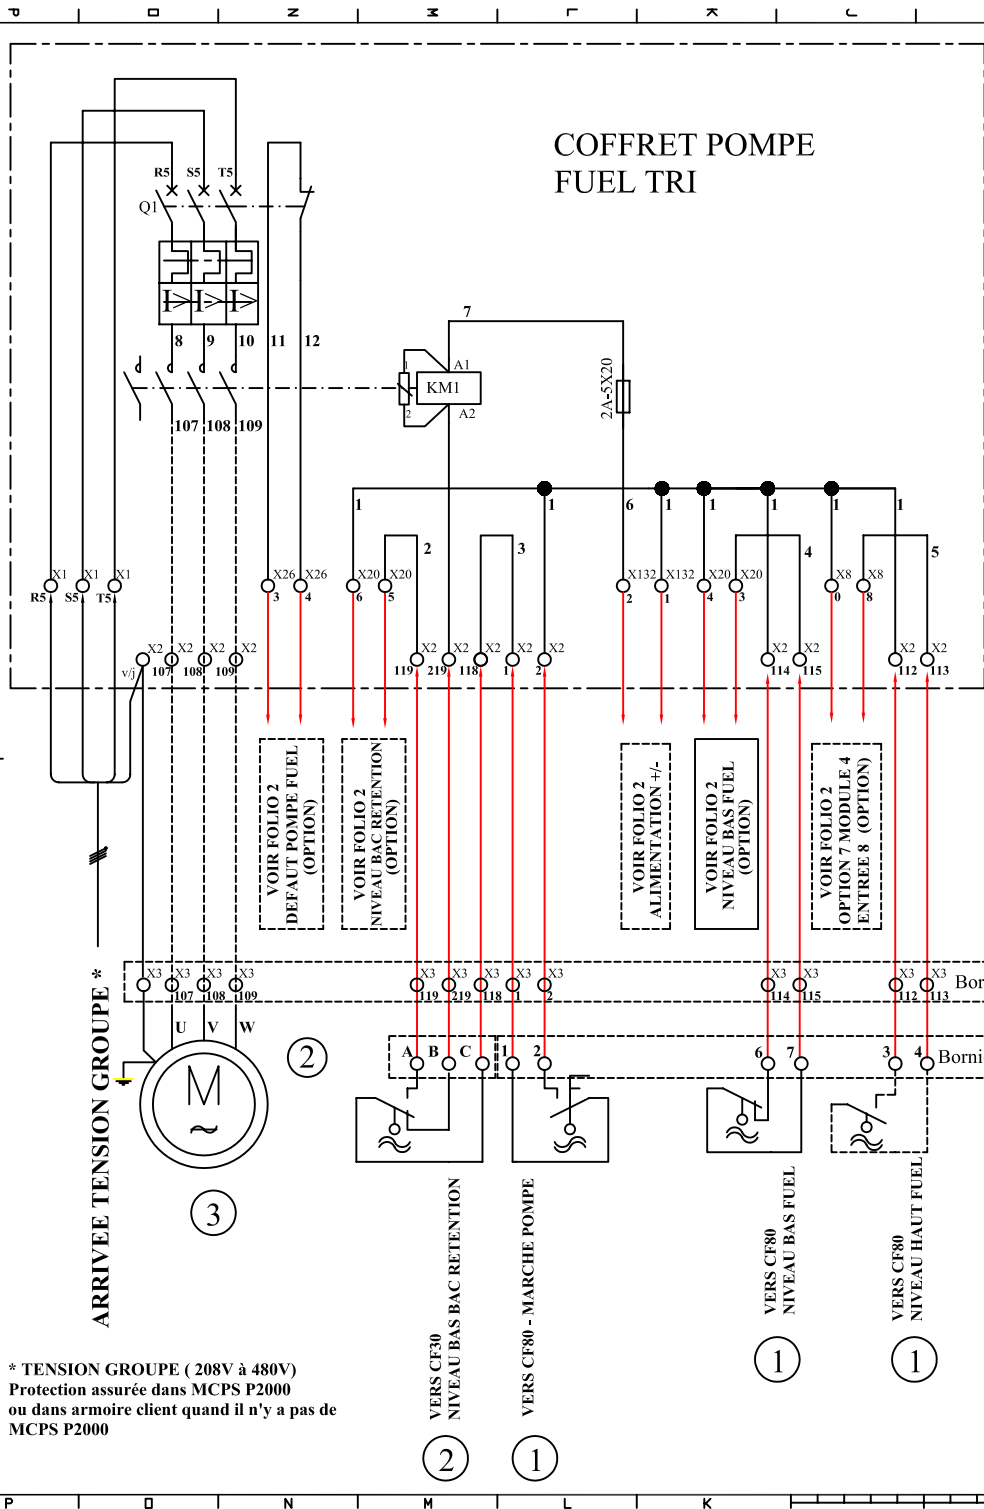 P O N M L K J
COFFRET POMPE
FUEL TRI
R5 S5 T5
Q1
I> I> I>
8 9 10 11 12
7
1
A1
KM1
2
A2
2A-5X20
107 108 109
1 1 6 1 1 1 1 1
2 3 4 5
X1 X1 X1 X26 X26 X20 X20 X132 X132 X20 X20 X8 X8
R5 S5 T5 3 4 6 5 2 1 4 3 0 8
X2 X2 X2 X2 X2 X2 X2 X2 X2 X2 X2 X2 X2
v/j 107 108 109 119 219 118 1 2 114 115 112 113
VOIR FOLIO 2
DEFAUT POMPE FUEL
(OPTION)
VOIR FOLIO 2
NIVEAU BAC RETENTION
(OPTION)
VOIR FOLIO 2
ALIMENTATION +/-
VOIR FOLIO 2
NIVEAU BAS FUEL
(OPTION)
VOIR FOLIO 2
OPTION 7 MODULE 4
ENTREE 8 (OPTION)
X3 X3 X3 X3 X3 X3 X3 X3 X3 X3 X3 X3 X3
107 108 109 119 219 118 1 2 114 115 112 113
Bor
U V W
2
A B C 1 2 6 7 3 4
Borni
M
~
3
ARRIVEE TENSION GROUPE *
VERS CF30
NIVEAU BAS BAC RETENTION
2
VERS CF80 - MARCHE POMPE
1
VERS CF80
NIVEAU BAS FUEL
1
VERS CF80
NIVEAU HAUT FUEL
1
* TENSION GROUPE ( 208V à 480V)
Protection assurée dans MCPS P2000
ou dans armoire client quand il n'y a pas de
MCPS P2000
P O N M L K